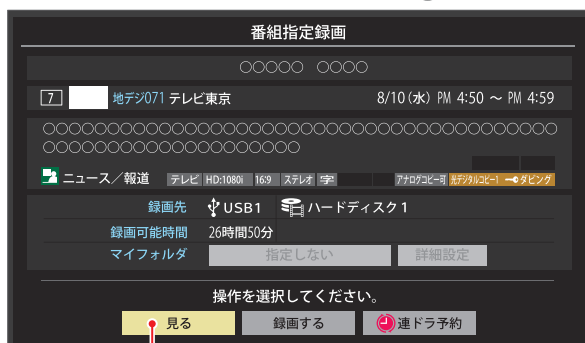 番組指定録画
○○○○○ ○○○○
7 地デジ071 テレビ東京 8/10(水) PM 4:50 ~ PM 4:59
○○○○○○○○○○○○○○○○○○○○○○○○○○○○○○○○○○○○○
○○○○○○○○○○○○○○○○○○○
ニュース/報道 テレビ HD:1080i 16:9 ステレオ 字 アナログコピー可 光デジタルコピー1 ダビング
録画先 USB1 ハードディスク1
録画可能時間 26時間50分
マイフォルダ 指定しない 詳細設定
操作を選択してください。
見る 録画する 連ドラ予約